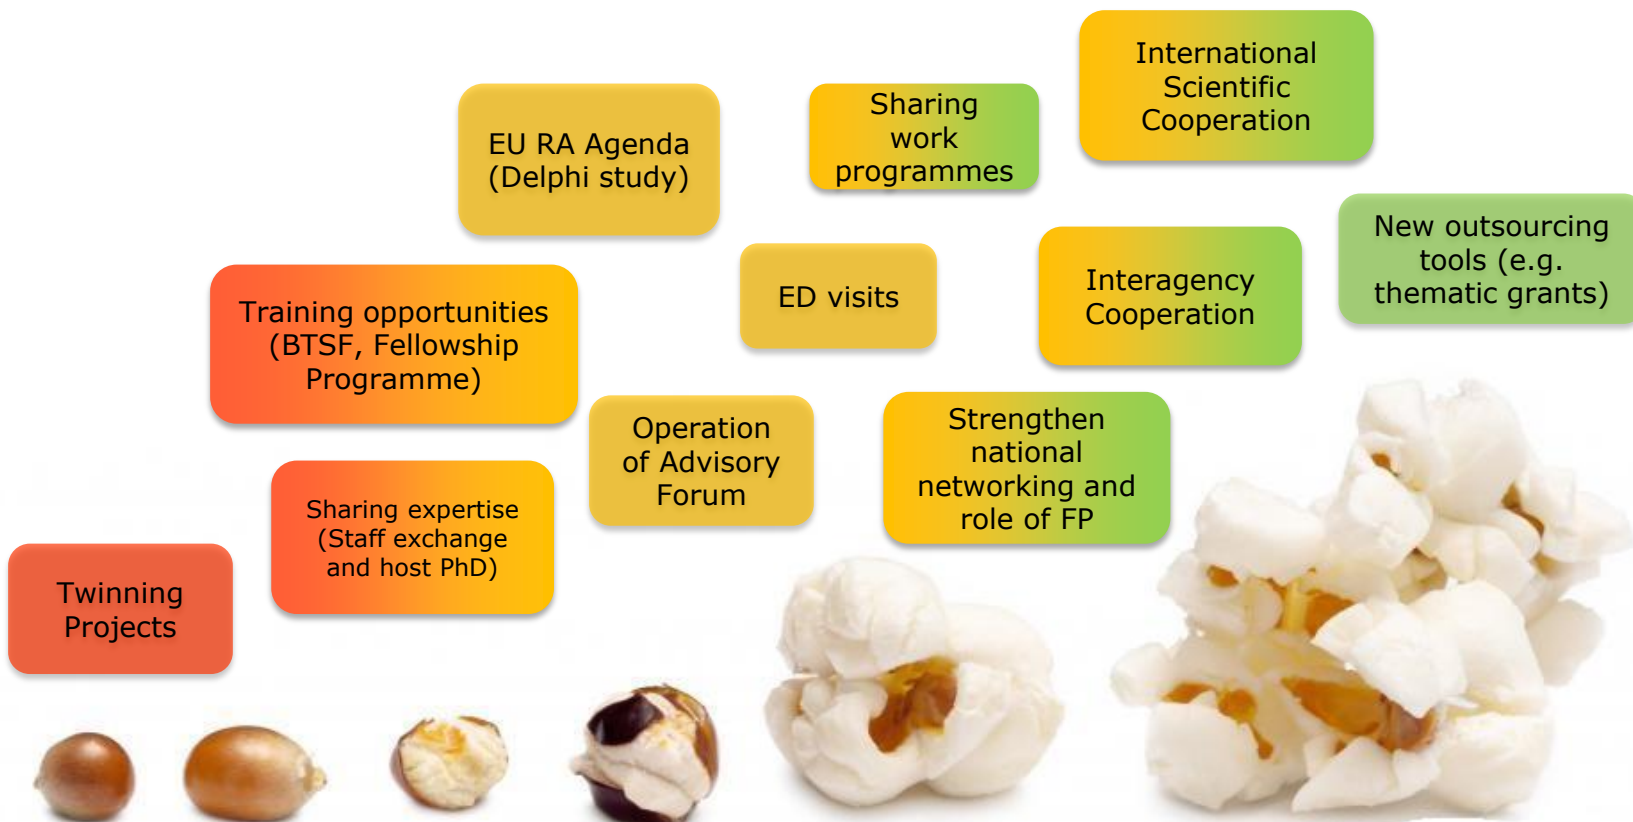 International
Scientific
Cooperation
Sharing
work
programmes
EU RA Agenda
(Delphi study)
New outsourcing
tools (e.g.
thematic grants)
Interagency
Cooperation
ED visits
Training opportunities
(BTSF, Fellowship
Programme)
Strengthen
national
networking and
role of FP
Operation
of Advisory
Forum
Sharing expertise
(Staff exchange
and host PhD)
Twinning
Projects